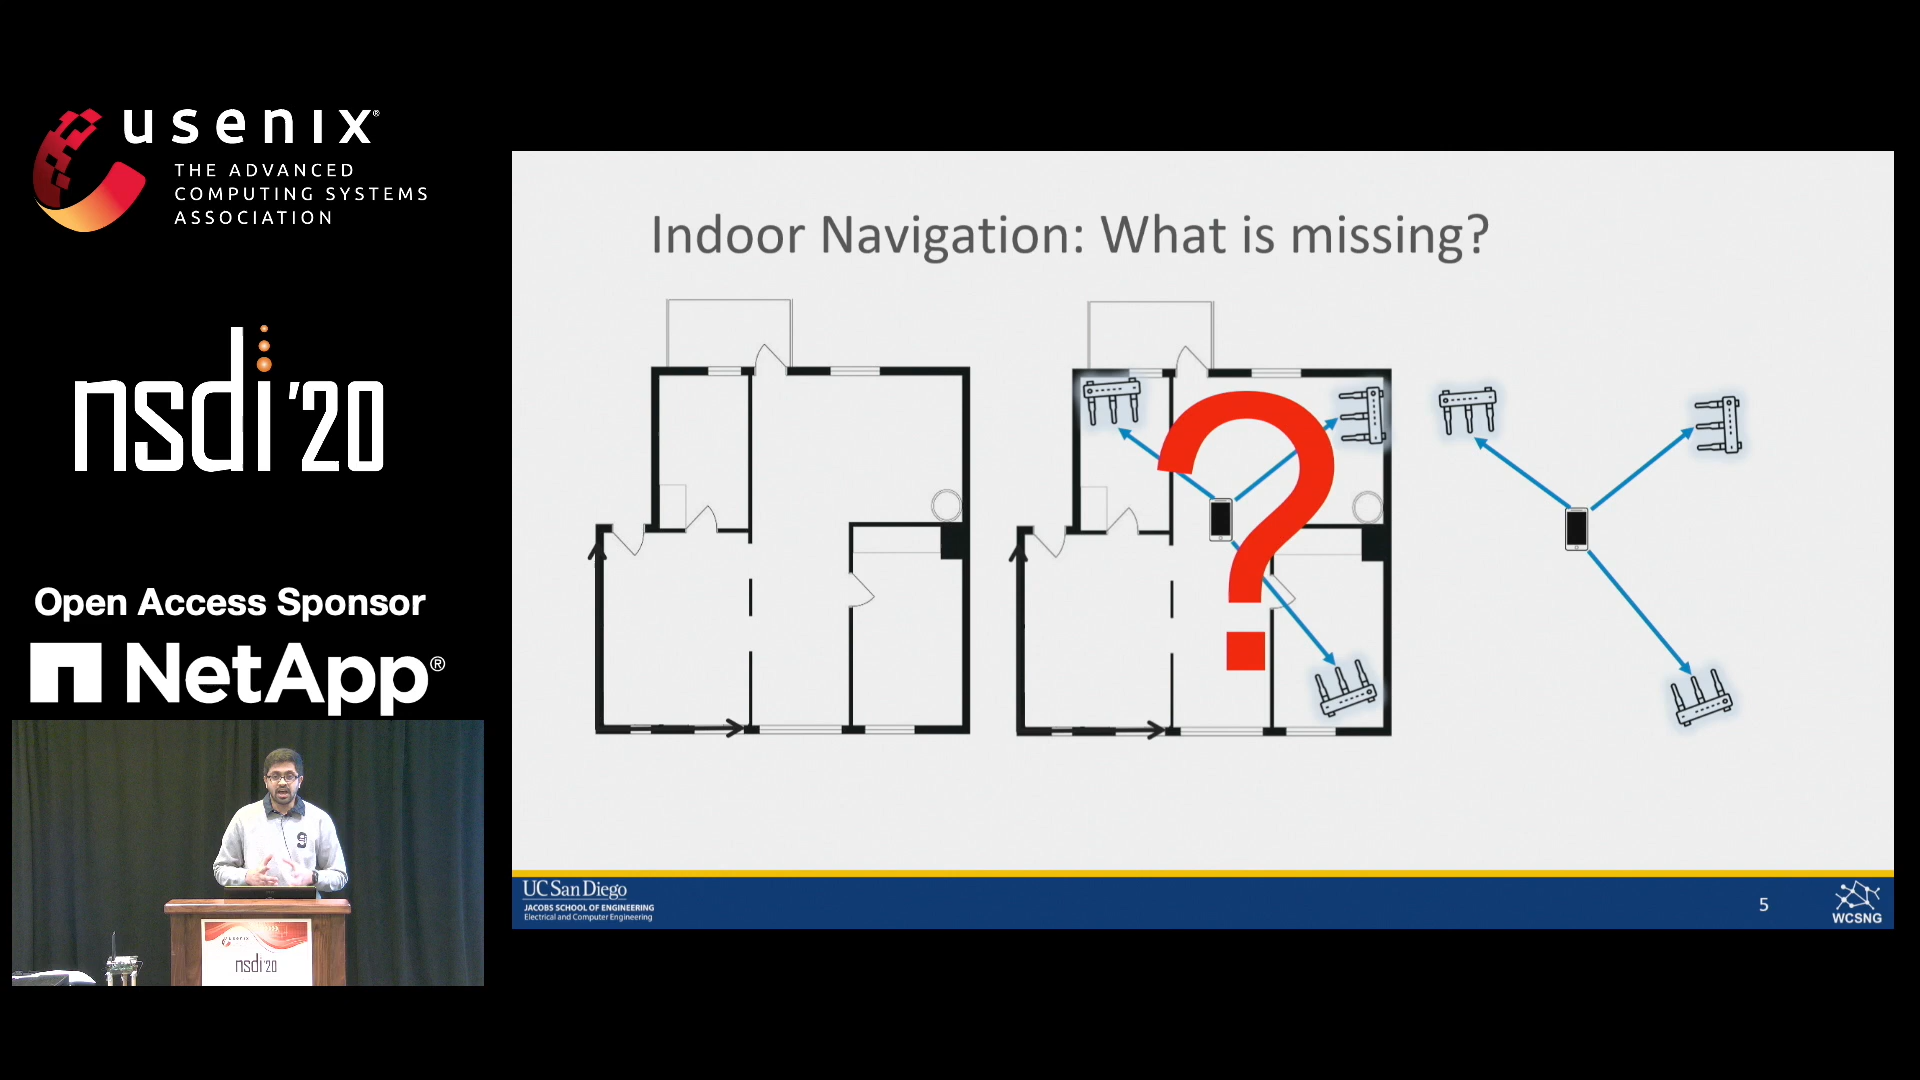 usenix®
THE ADVANCED
COMPUTING SYSTEMS
ASSOCIATION
nsdi '20
Open Access Sponsor
NetApp®
usenix
nsdi '20
Indoor Navigation: What is missing?
?
UC San Diego
JACOBS SCHOOL OF ENGINEERING
Electrical and Computer Engineering
5
WCSNG